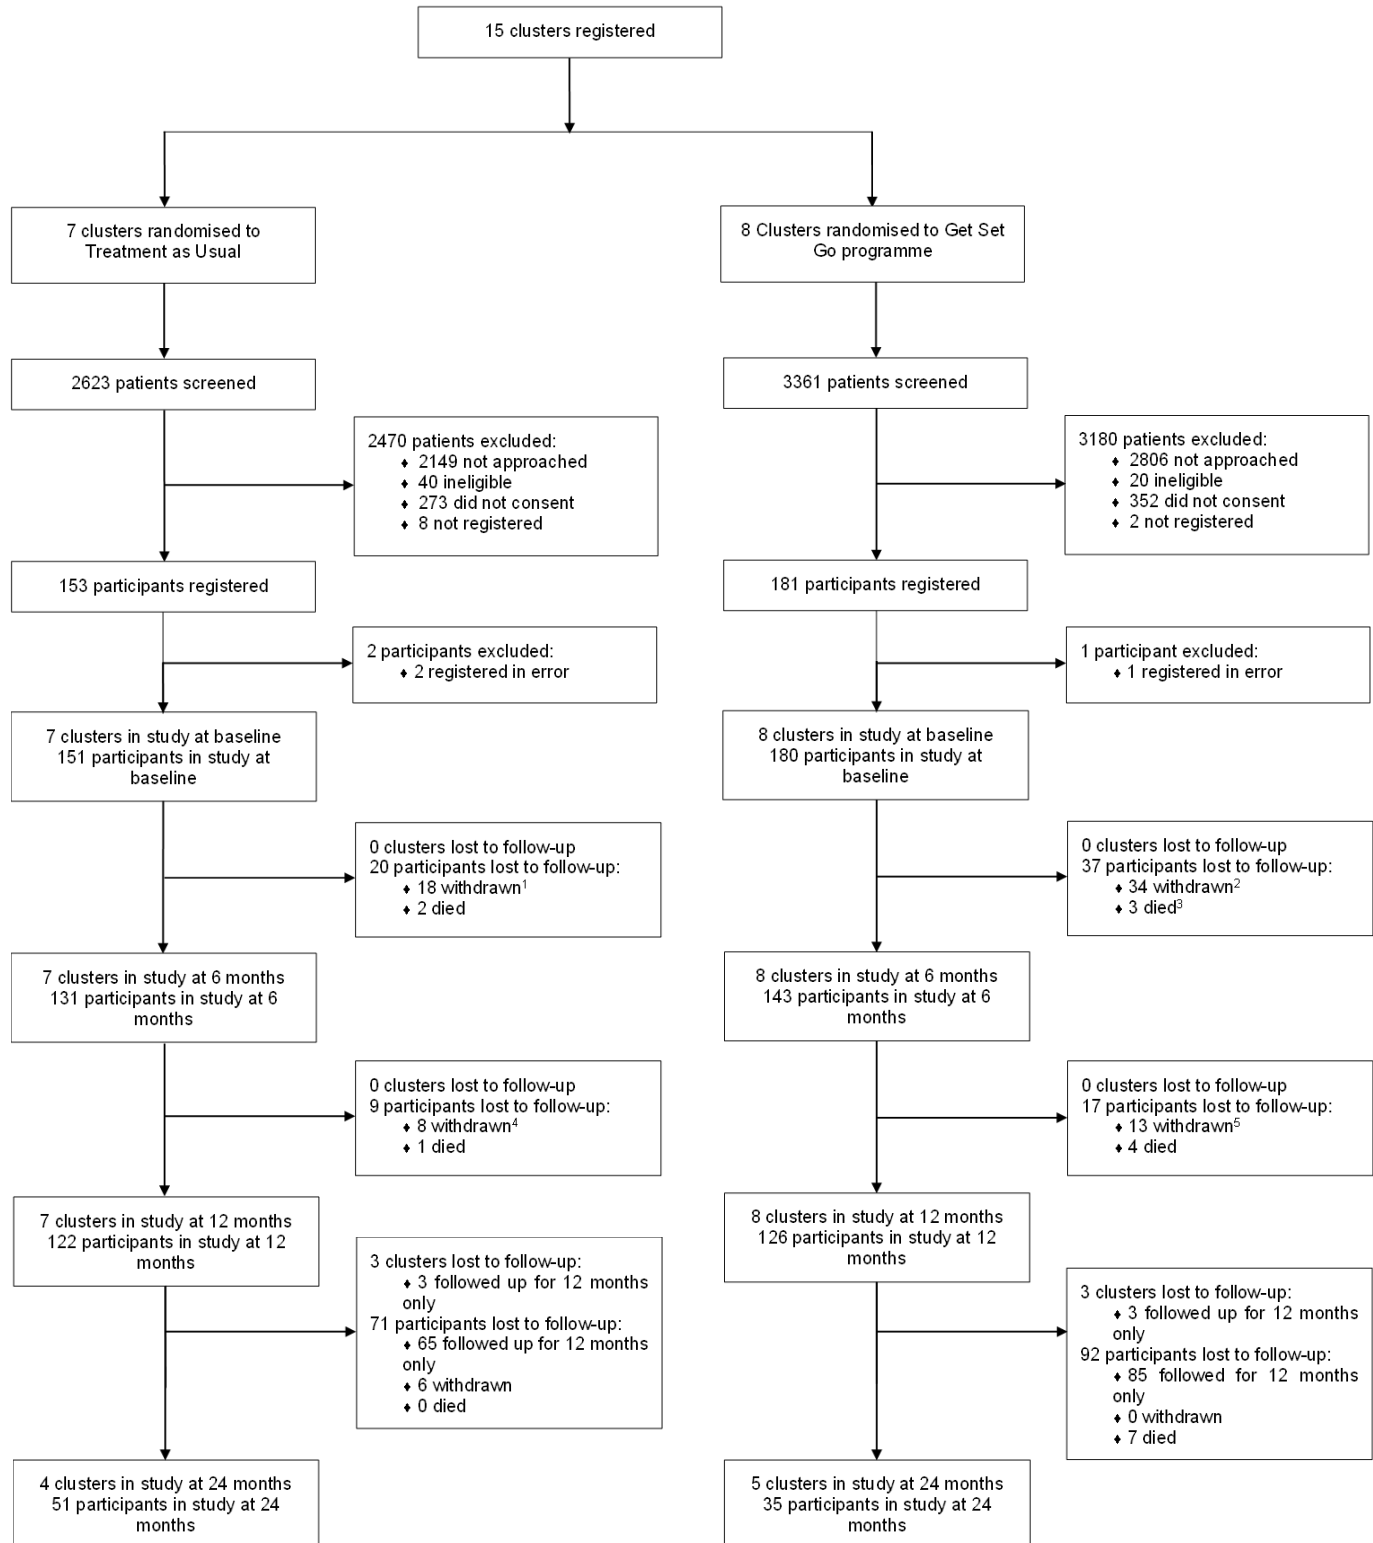 15 clusters registered
7 clusters randomised to
Treatment as Usual
8 Clusters randomised to Get Set
Go programme
2623 patients screened
3361 patients screened
2470 patients excluded:
♦ 2149 not approached
♦ 40 ineligible
♦ 273 did not consent
♦ 8 not registered
3180 patients excluded:
♦ 2806 not approached
♦ 20 ineligible
♦ 352 did not consent
♦ 2 not registered
153 participants registered
181 participants registered
2 participants excluded:
♦ 2 registered in error
1 participant excluded:
♦ 1 registered in error
7 clusters in study at baseline
151 participants in study at
baseline
8 clusters in study at baseline
180 participants in study at
baseline
0 clusters lost to follow-up
20 participants lost to follow-up:
♦ 18 withdrawn¹
♦ 2 died
0 clusters lost to follow-up
37 participants lost to follow-up:
♦ 34 withdrawn²
♦ 3 died³
7 clusters in study at 6 months
131 participants in study at 6
months
8 clusters in study at 6 months
143 participants in study at 6
months
0 clusters lost to follow-up
9 participants lost to follow-up:
♦ 8 withdrawn⁴
♦ 1 died
0 clusters lost to follow-up
17 participants lost to follow-up:
♦ 13 withdrawn⁵
♦ 4 died
7 clusters in study at 12 months
122 participants in study at 12
months
8 clusters in study at 12 months
126 participants in study at 12
months
3 clusters lost to follow-up:
♦ 3 followed up for 12 months
only
71 participants lost to follow-up:
♦ 65 followed up for 12 months
only
♦ 6 withdrawn
♦ 0 died
3 clusters lost to follow-up:
♦ 3 followed up for 12 months
only
92 participants lost to follow-up:
♦ 85 followed for 12 months
only
♦ 0 withdrawn
♦ 7 died
4 clusters in study at 24 months
51 participants in study at 24
months
5 clusters in study at 24 months
35 participants in study at 24
months